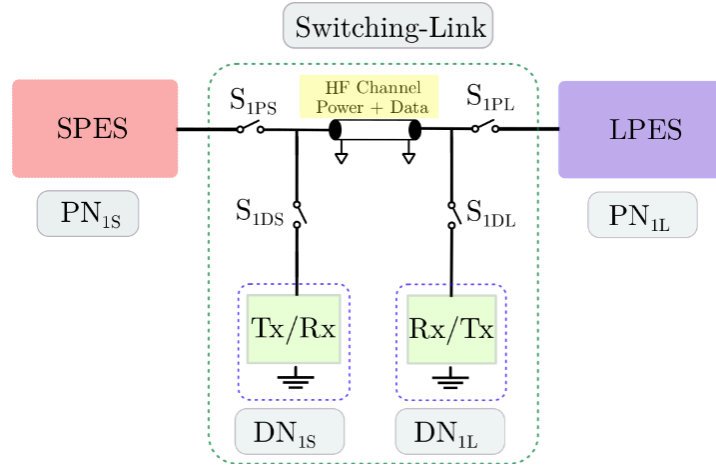 Switching-Link
HF Channel
Power + Data
S1PS
S1PL
SPES
LPES
PN1S
PN1L
S1DS
S1DL
Tx/Rx
Rx/Tx
DN1S
DN1L